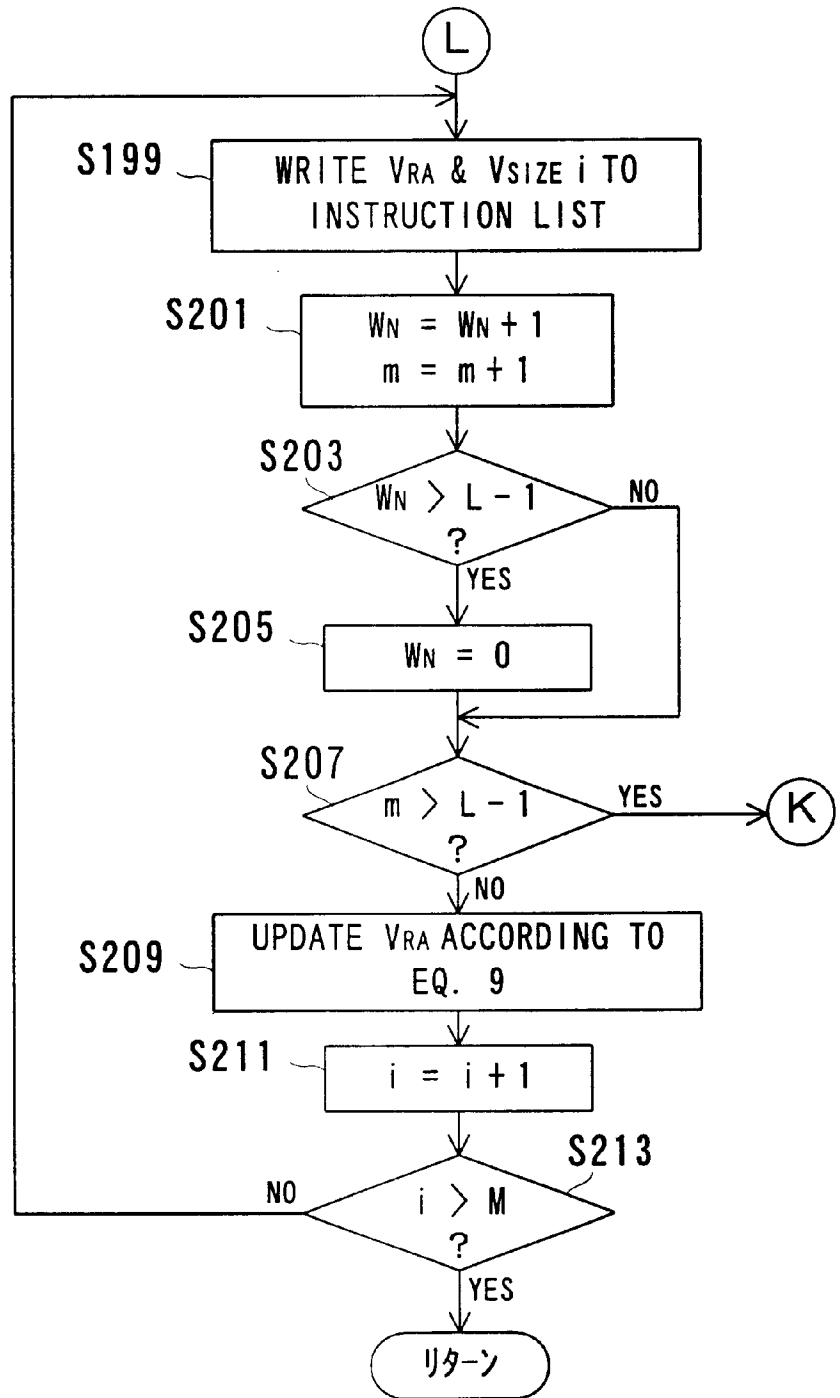 L
S199
WRITE VRA & VSIZE i TO
INSTRUCTION LIST
S201
WN = WN + 1
m = m + 1
S203
WN > L - 1
?
NO
YES
S205
WN = 0
S207
m > L - 1
?
YES
K
NO
S209
UPDATE VRA ACCORDING TO
EQ. 9
S211
i = i + 1
S213
NO
i > M
?
YES
リターン